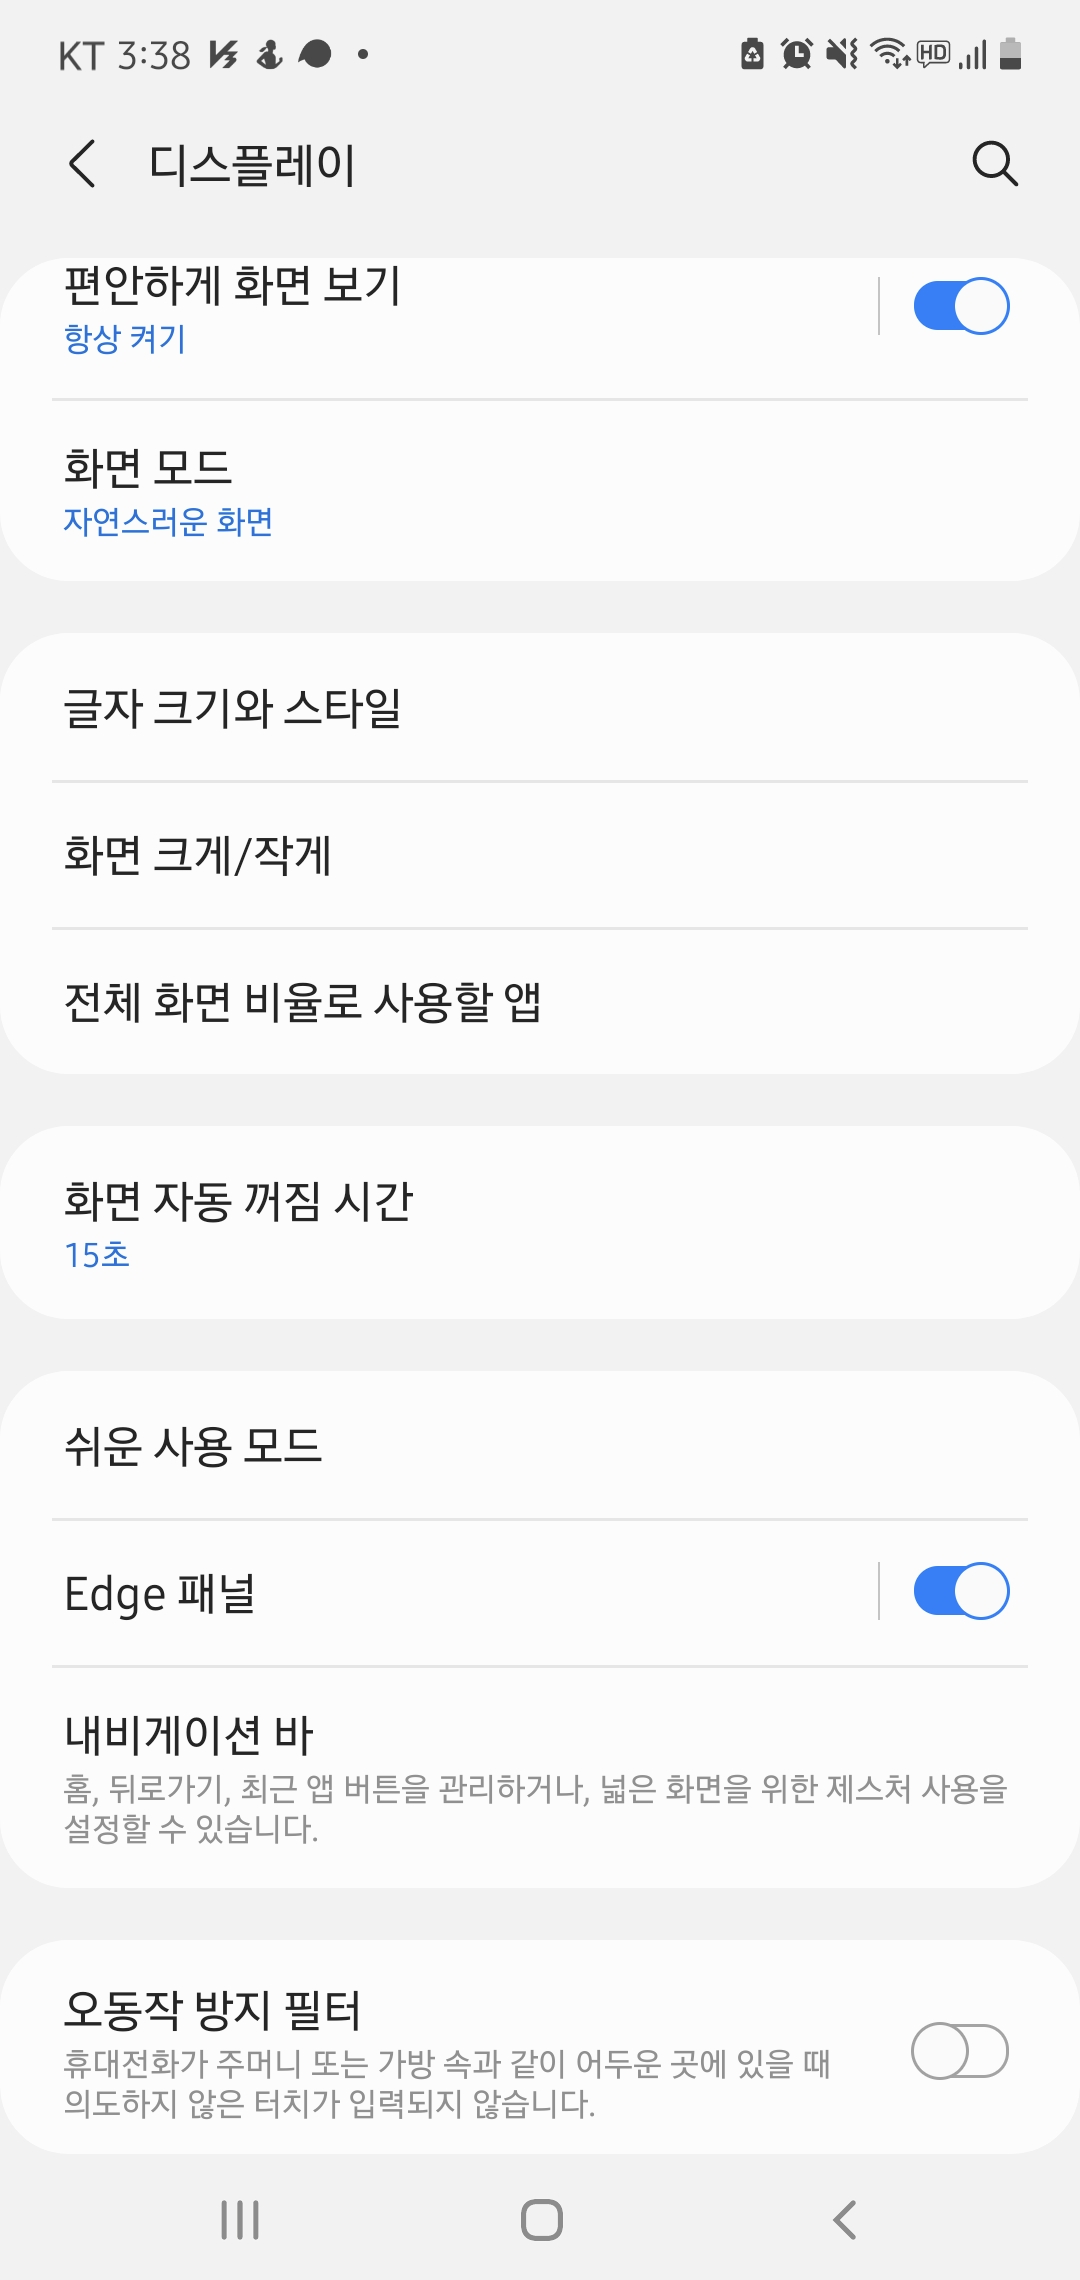 KT 3:38
HD
디스플레이
편안하게 화면 보기
항상 켜기
화면 모드
자연스러운 화면
글자 크기와 스타일
화면 크게/작게
전체 화면 비율로 사용할 앱
화면 자동 꺼짐 시간
15초
쉬운 사용 모드
Edge 패널
내비게이션 바
홈, 뒤로가기, 최근 앱 버튼을 관리하거나, 넓은 화면을 위한 제스처 사용을
설정할 수 있습니다.
오동작 방지 필터
휴대전화가 주머니 또는 가방 속과 같이 어두운 곳에 있을 때
의도하지 않은 터치가 입력되지 않습니다.